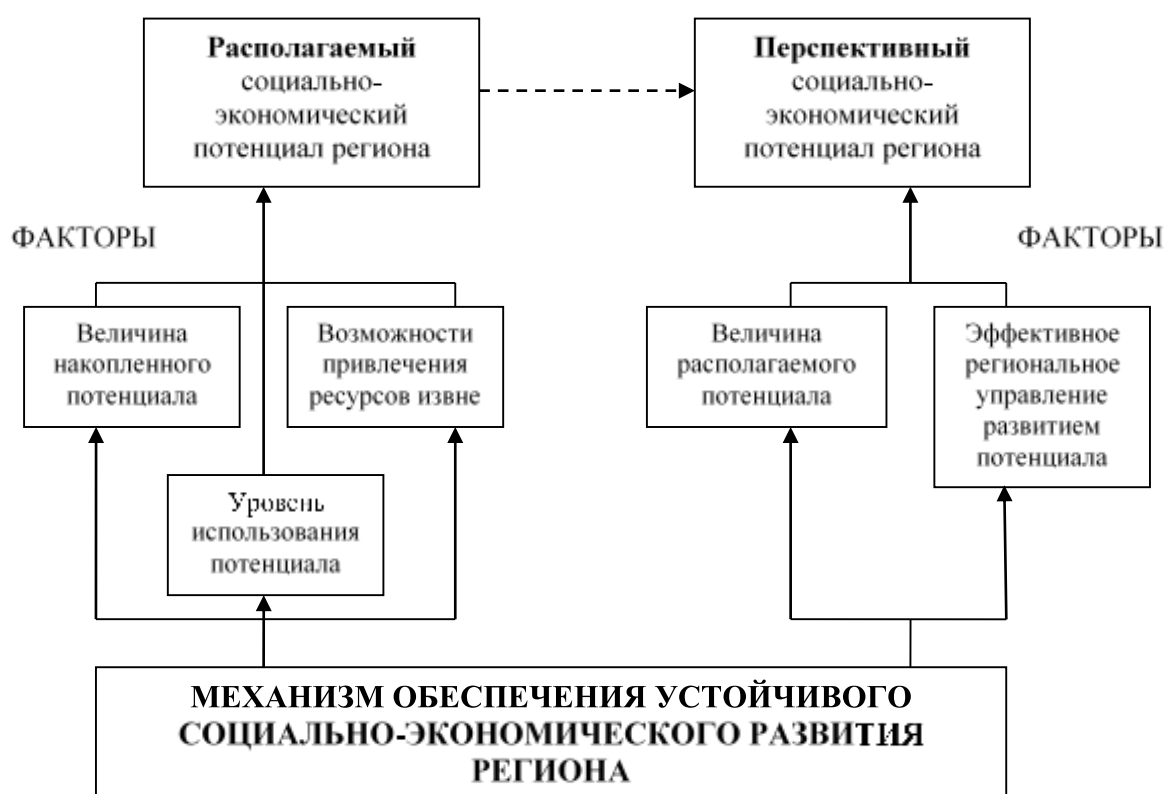 Располагаемый
социально-
экономический
потенциал региона
Перспективный
социально-
экономический
потенциал региона
ФАКТОРЫ
ФАКТОРЫ
Величина
накопленного
потенциала
Возможности
привлечения
ресурсов извне
Величина
располагаемого
потенциала
Эффективное
региональное
управление
развитием
потенциала
Уровень
использования
потенциала
МЕХАНИЗМ ОБЕСПЕЧЕНИЯ УСТОЙЧИВОГО
СОЦИАЛЬНО-ЭКОНОМИЧЕСКОГО РАЗВИТИЯ
РЕГИОНА